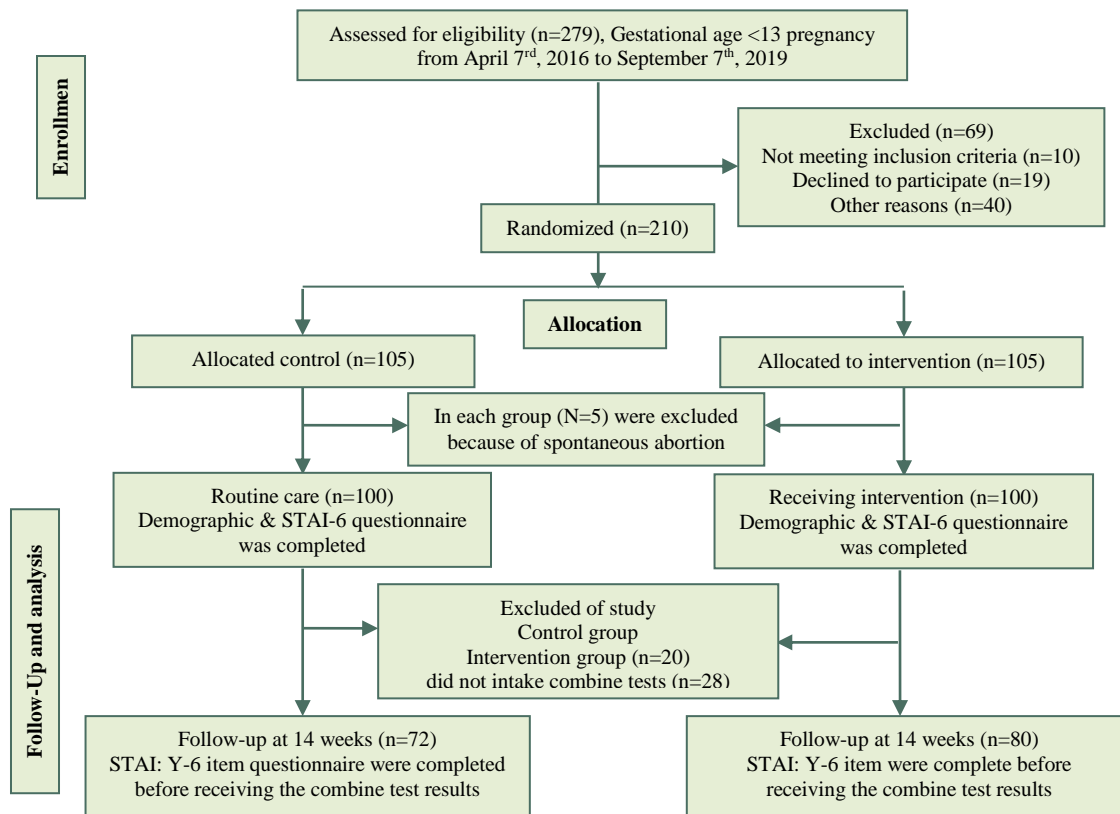 Assessed for eligibility (n=279), Gestational age <13 pregnancy
from April 7rd, 2016 to September 7th, 2019
Enrollmen
Excluded (n=69)
Not meeting inclusion criteria (n=10)
Declined to participate (n=19)
Other reasons (n=40)
Randomized (n=210)
Allocation
Allocated control (n=105)
Allocated to intervention (n=105)
In each group (N=5) were excluded
because of spontaneous abortion
Routine care (n=100)
Demographic & STAI-6 questionnaire
was completed
Receiving intervention (n=100)
Demographic & STAI-6 questionnaire
was completed
Follow-Up and analysis
Excluded of study
Control group
Intervention group (n=20)
did not intake combine tests (n=28)
Follow-up at 14 weeks (n=72)
STAI: Y-6 item questionnaire were completed
before receiving the combine test results
Follow-up at 14 weeks (n=80)
STAI: Y-6 item were complete before
receiving the combine test results